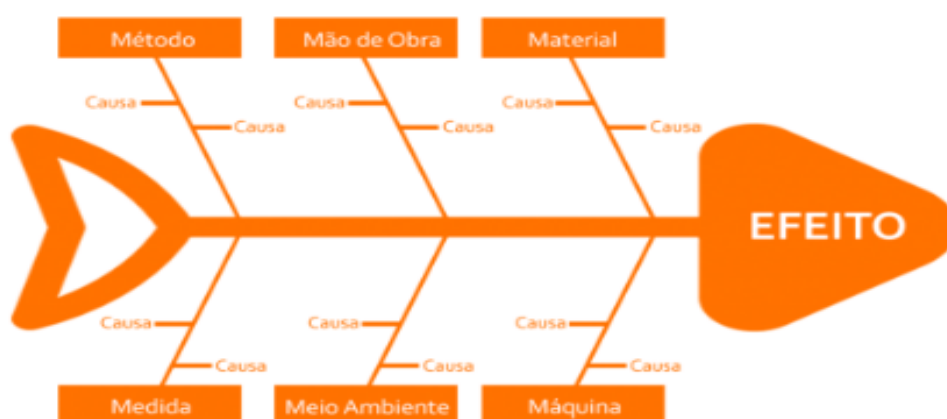 Método
Mão de Obra
Material
Causa
Causa
Causa
Causa
Causa
Causa
EFEITO
Causa
Causa
Causa
Causa
Causa
Causa
Medida
Meio Ambiente
Máquina